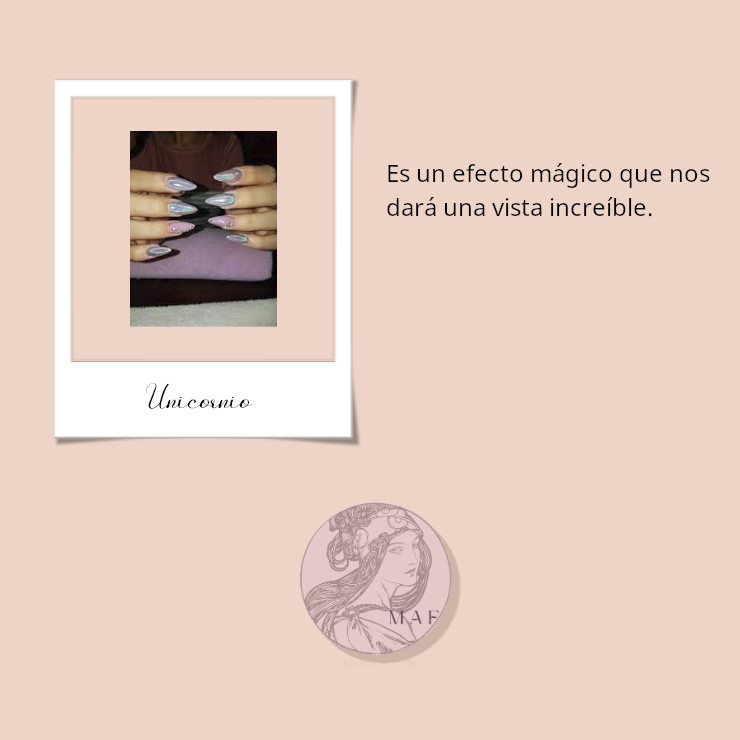 Es un efecto mágico que nos
dará una vista increíble.
Unicornio
MAE